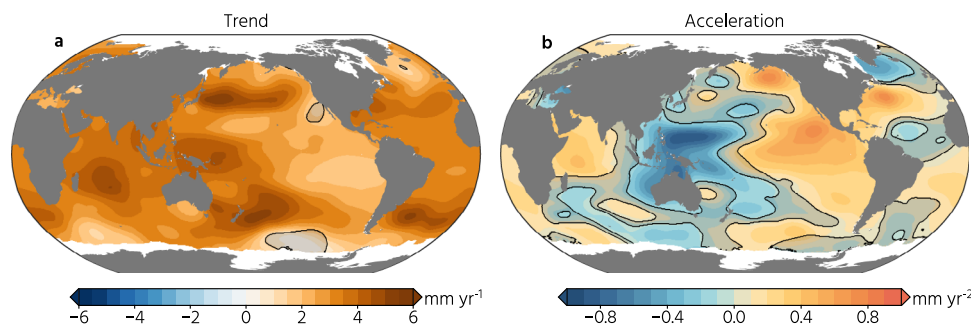 Trend
Acceleration
a
b
−6 −4 −2 0 2 4 6 mm yr⁻¹
−0.8 −0.4 0.0 0.4 0.8 mm yr⁻²